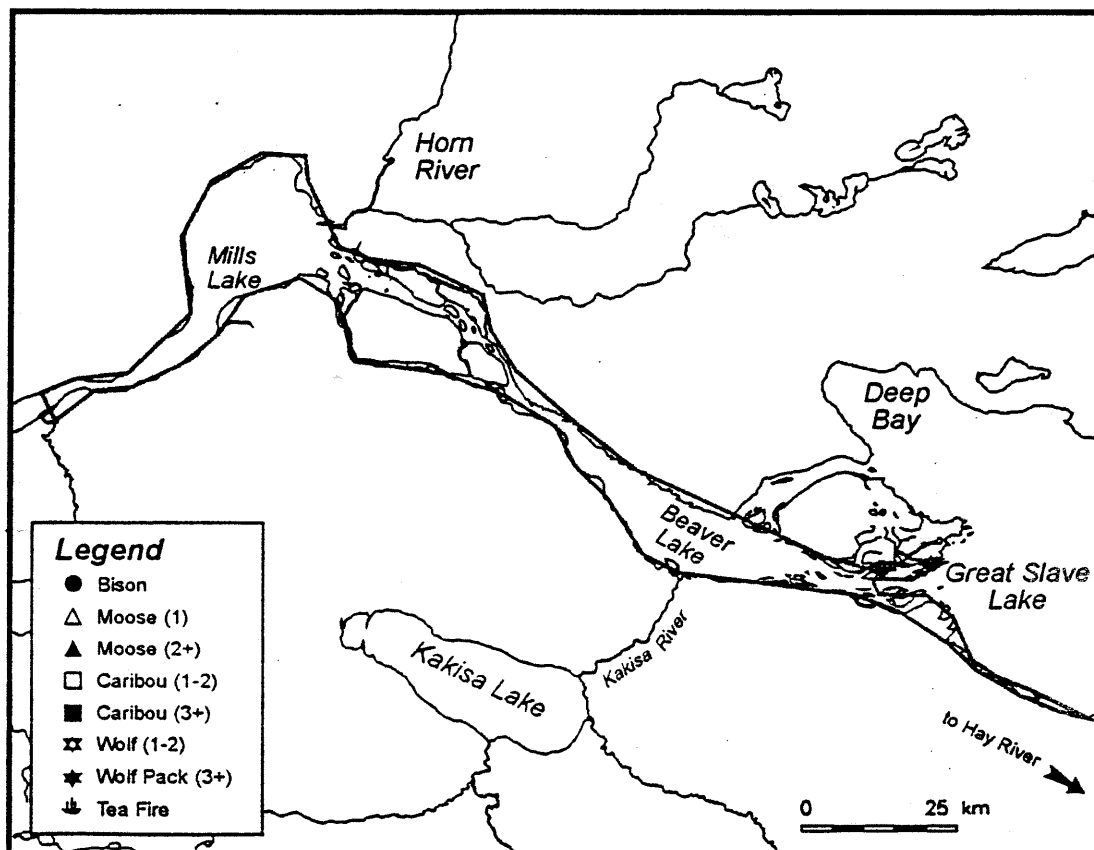 Horn
River
Mills
Lake
Deep
Bay
Beaver
Lake
Great Slave
Lake
Kakisa River
Kakisa Lake
to Hay River
Legend
Bison
Moose (1)
Moose (2+)
Caribou (1-2)
Caribou (3+)
Wolf (1-2)
Wolf Pack (3+)
Tea Fire
0 25 km